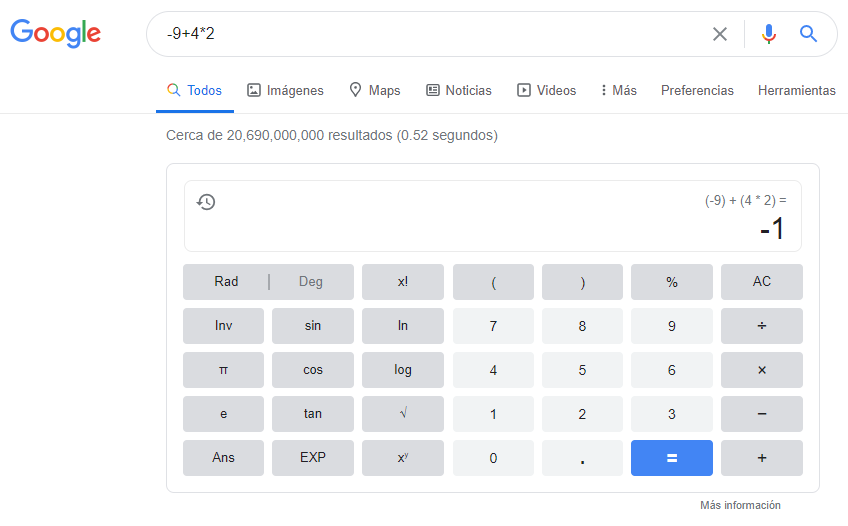 Google
-9+4*2
Todos Imágenes Maps Noticias Videos Más Preferencias Herramientas
Cerca de 20,690,000,000 resultados (0.52 segundos)
(-9) + (4 * 2) =
-1
Rad Deg x! ( ) % AC
Inv sin ln 7 8 9 ÷
π cos log 4 5 6 ×
e tan √ 1 2 3 −
Ans EXP xʸ 0 . = +
Más información